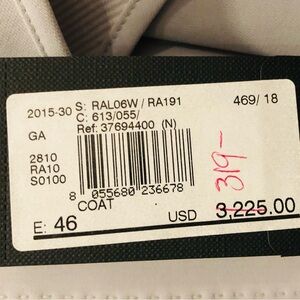 2015-30 S: RAL06W / RA191 469/ 18
C: 613/055/
GA Ref: 37694400 (N)
2810
RA10
S0100
8 055680 236678
COAT
319-
E: 46 USD 3,225.00